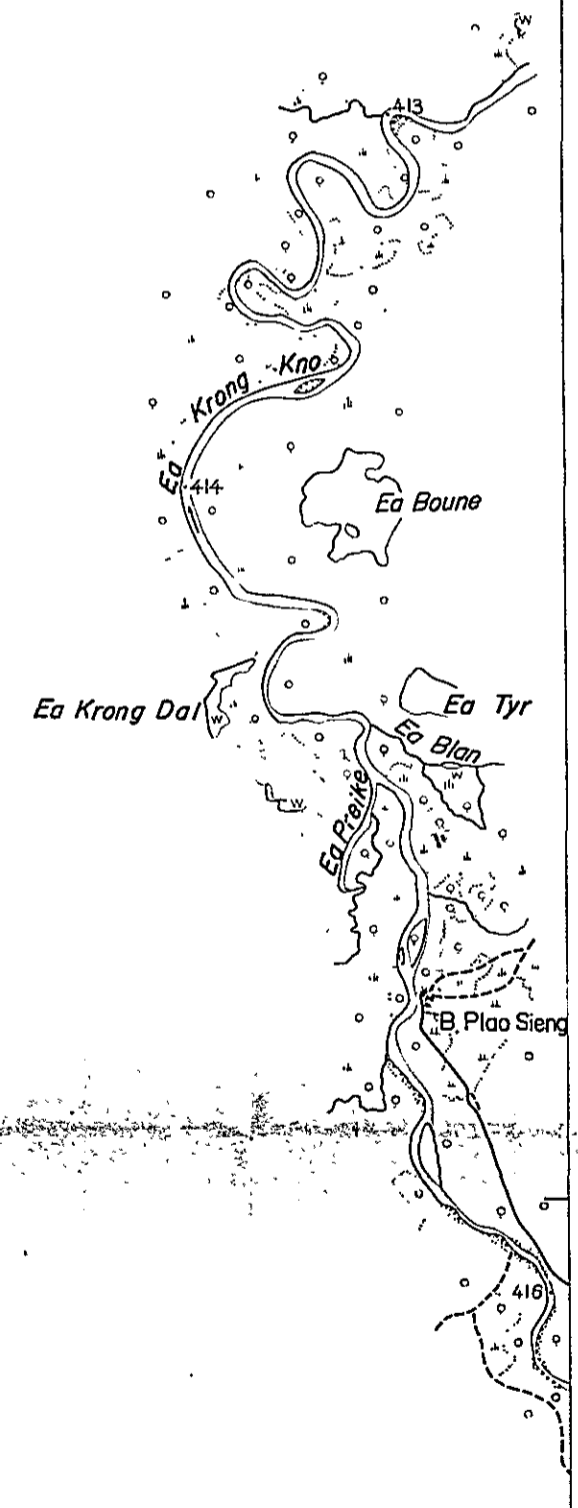 W
413
Ea Krong Kno
414
Ea Boune
Ea Krong Dal
W
Ea Tyr
Ea Blan
W
W
Ea Preike
B. Plao Sieng
416